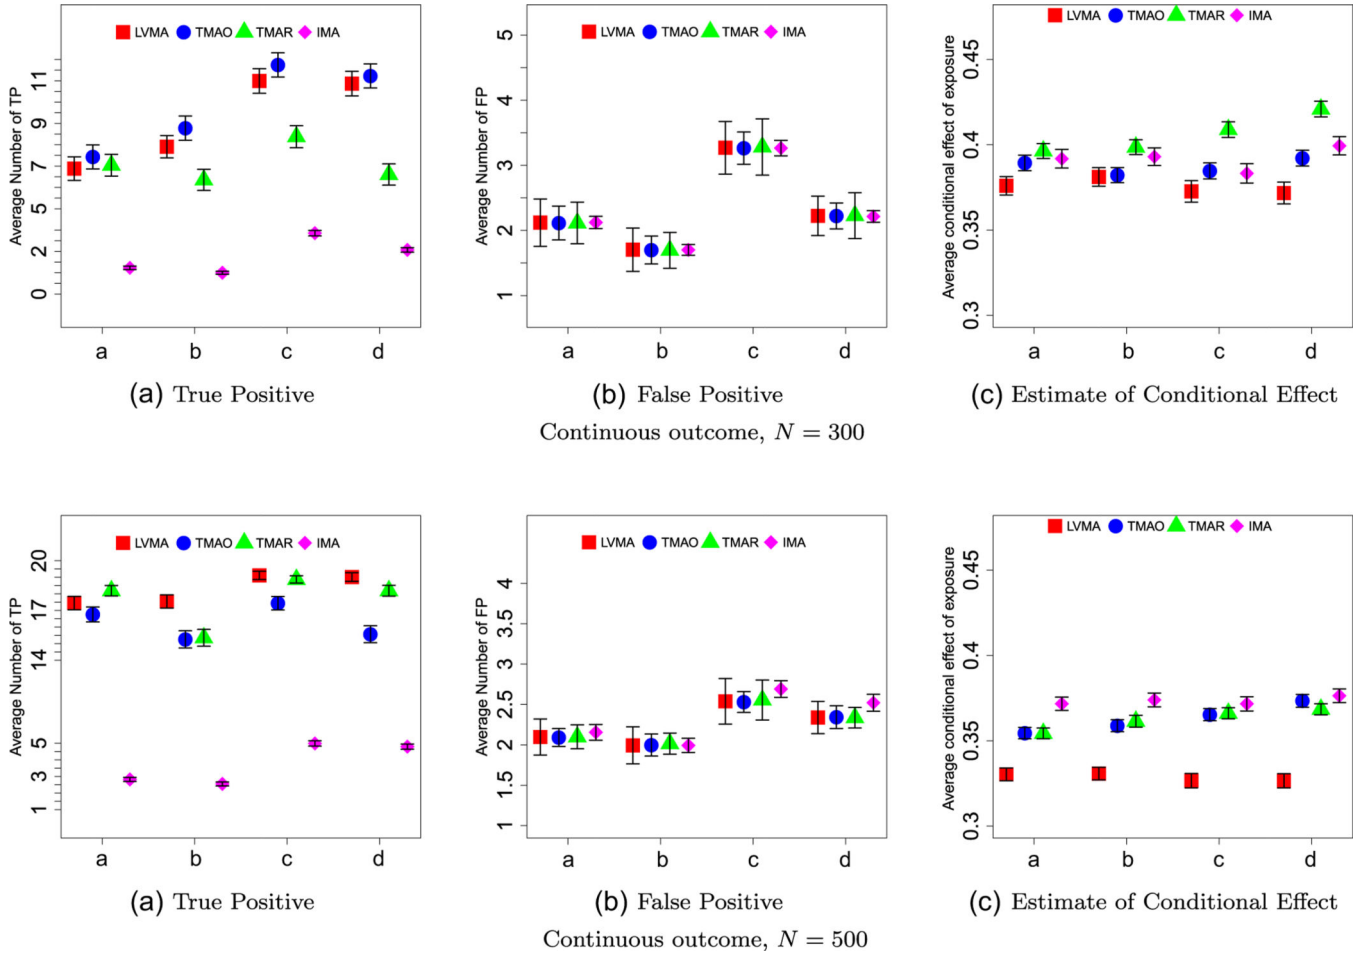 LVMA TMAO TMAR IMA
Average Number of TP
11
9
7
5
2
0
a b c d
(a) True Positive
LVMA TMAO TMAR IMA
Average Number of FP
5
4
3
2
1
a b c d
(b) False Positive
LVMA TMAO TMAR IMA
Average conditional effect of exposure
0.45
0.4
0.35
0.3
a b c d
(c) Estimate of Conditional Effect
Continuous outcome, N = 300
LVMA TMAO TMAR IMA
Average Number of TP
20
17
14
5
3
1
a b c d
(a) True Positive
LVMA TMAO TMAR IMA
Average Number of FP
4
3.5
3
2.5
2
1.5
1
a b c d
(b) False Positive
LVMA TMAO TMAR IMA
Average conditional effect of exposure
0.45
0.4
0.35
0.3
a b c d
(c) Estimate of Conditional Effect
Continuous outcome, N = 500